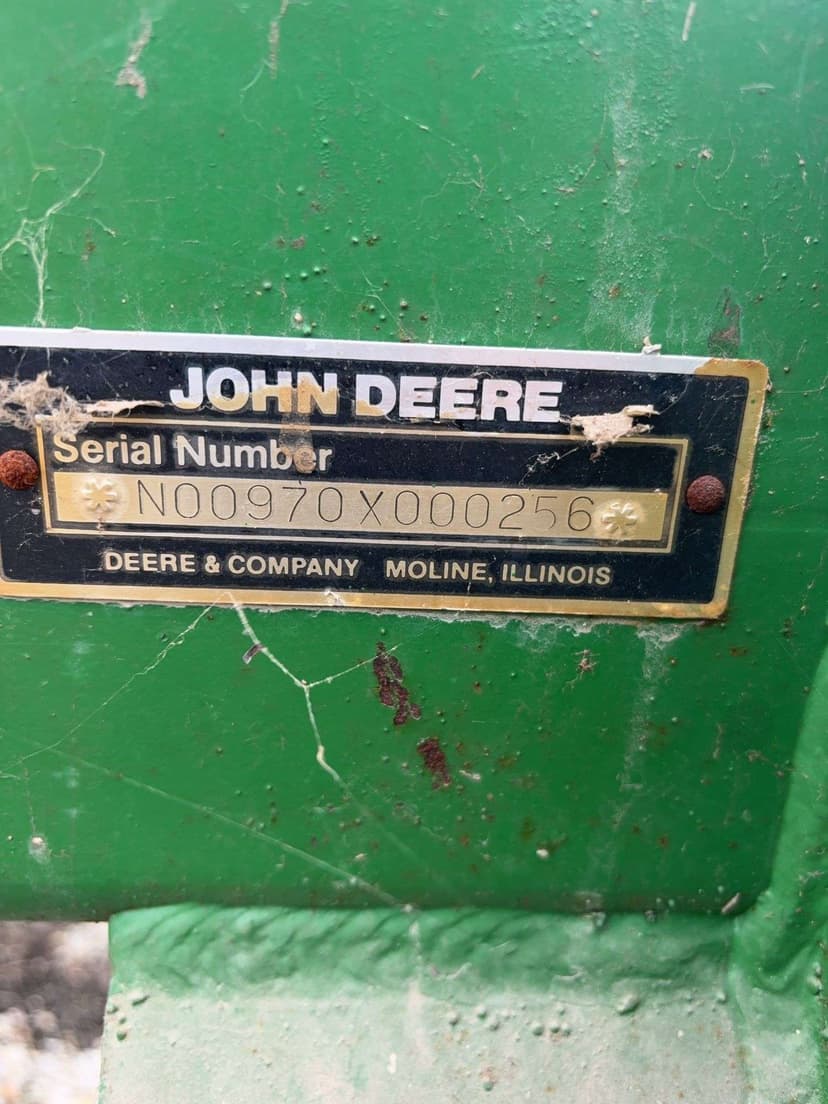 JOHN DEERE
Serial Number
N00970X000256
DEERE & COMPANY MOLINE, ILLINOIS